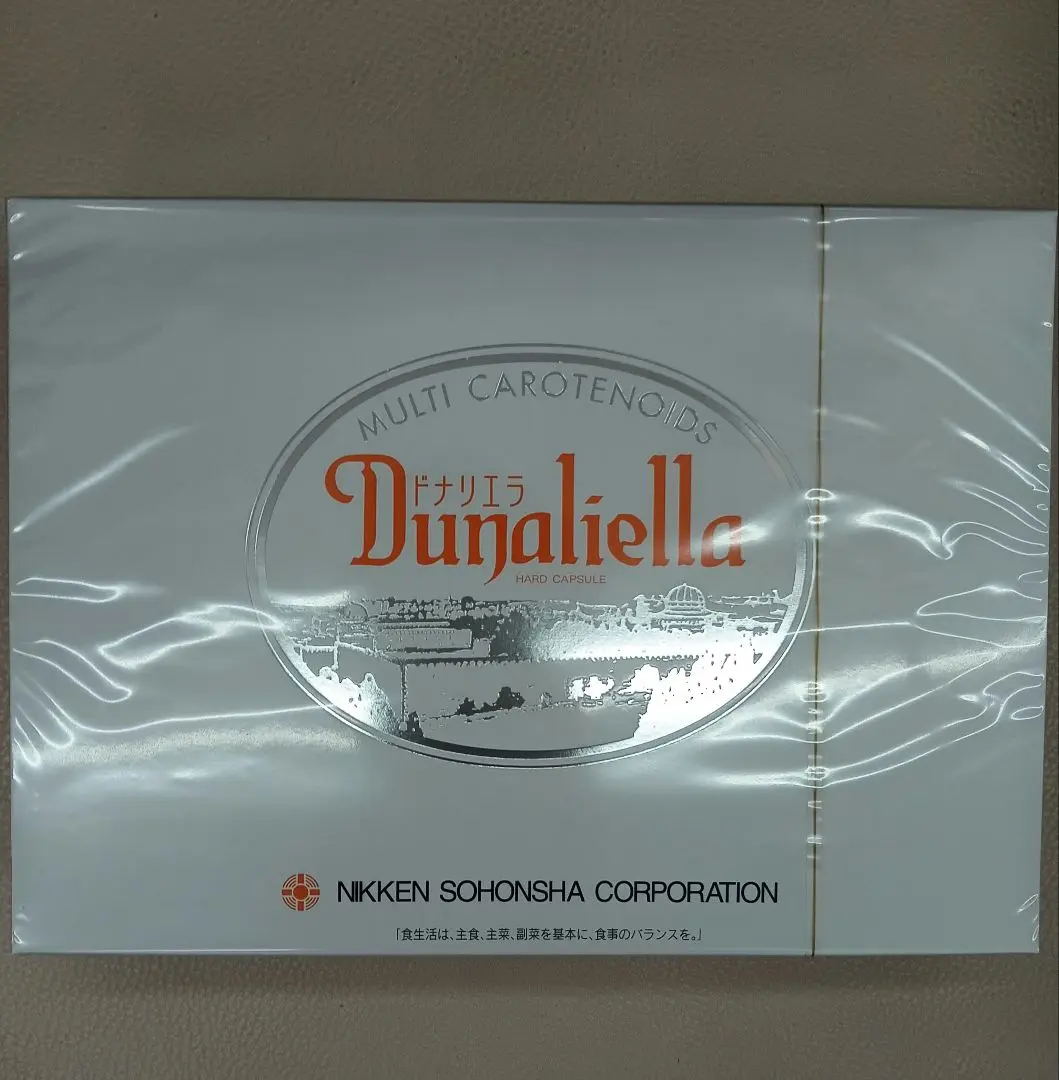 MULTI CAROTENOIDS
ドナリエラ
Dunaliella
HARD CAPSULE
NIKKEN SOHONSHA CORPORATION
「食生活は、主食、主菜、副菜を基本に、食事のバランスを。」